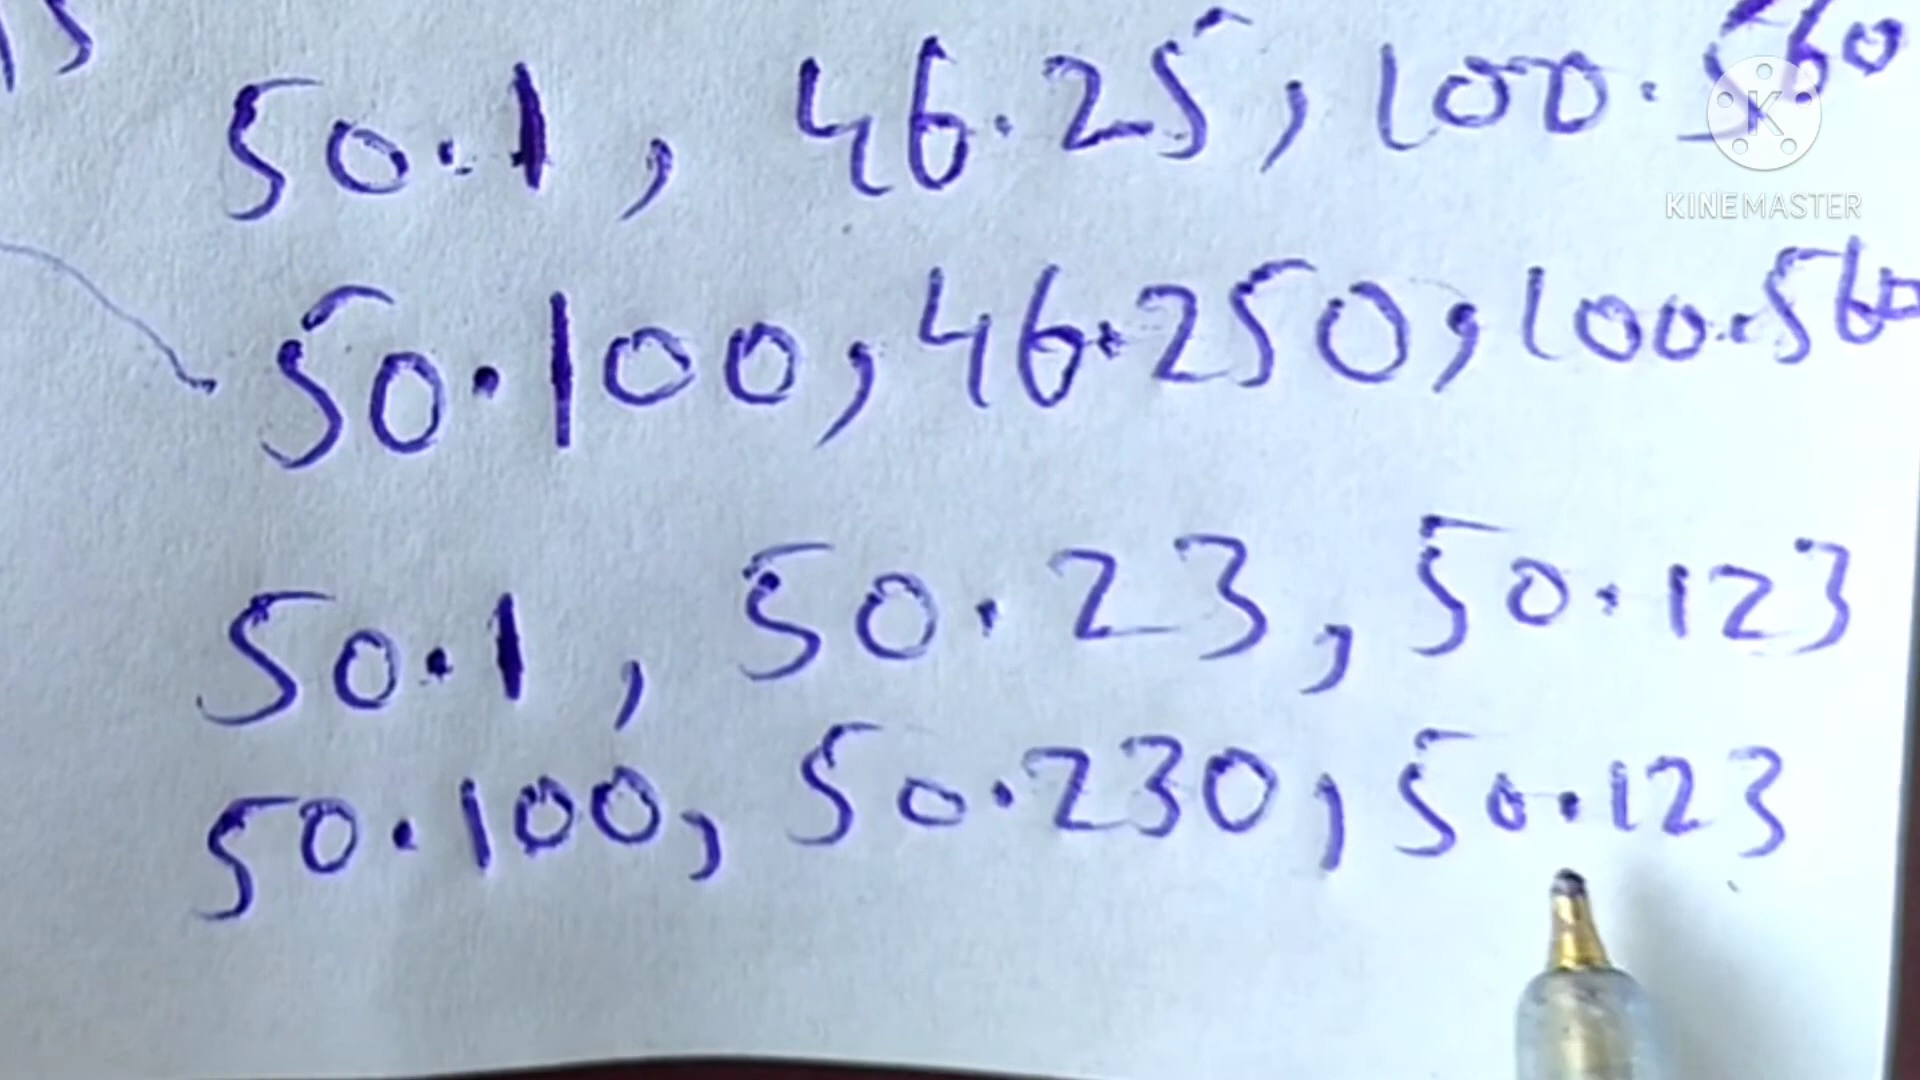 50.1, 46.25, 100.560
KINEMASTER
50.100, 46.250, 100.560
50.1, 50.23, 50.123
50.100, 50.230, 50.123